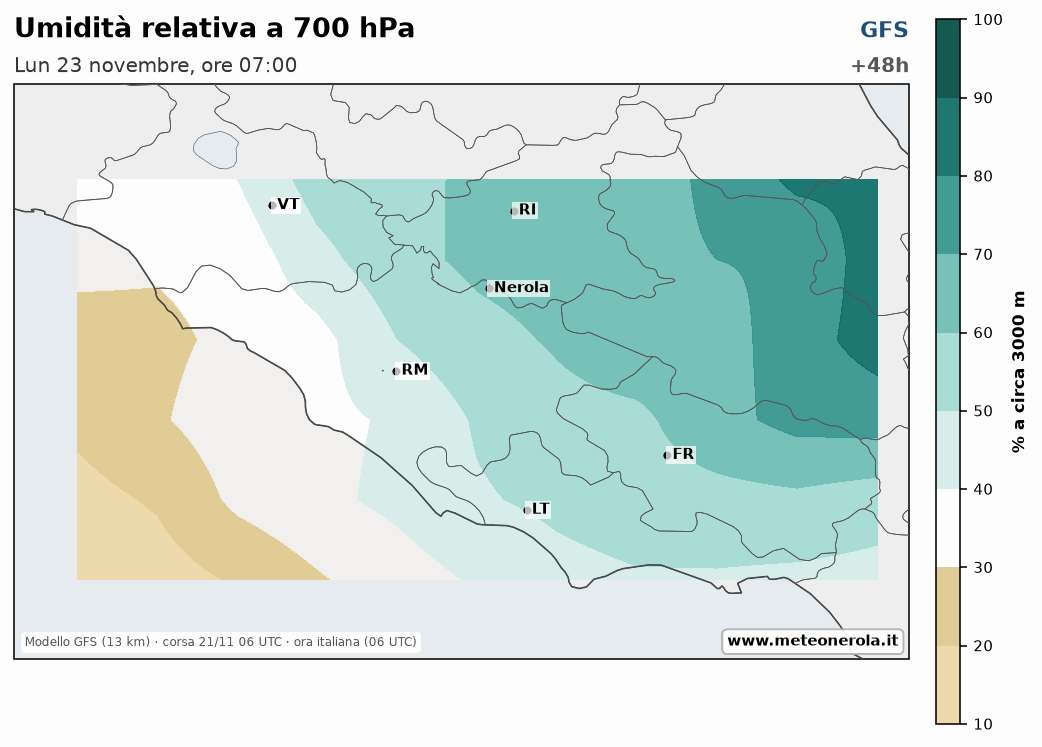 Umidità relativa a 700 hPa
GFS
Lun 23 novembre, ore 07:00
+48h
100
90
80
70
60
50
40
30
20
10
% a circa 3000 m
VT
RI
Nerola
RM
FR
LT
Modello GFS (13 km) · corsa 21/11 06 UTC · ora italiana (06 UTC)
www.meteonerola.it